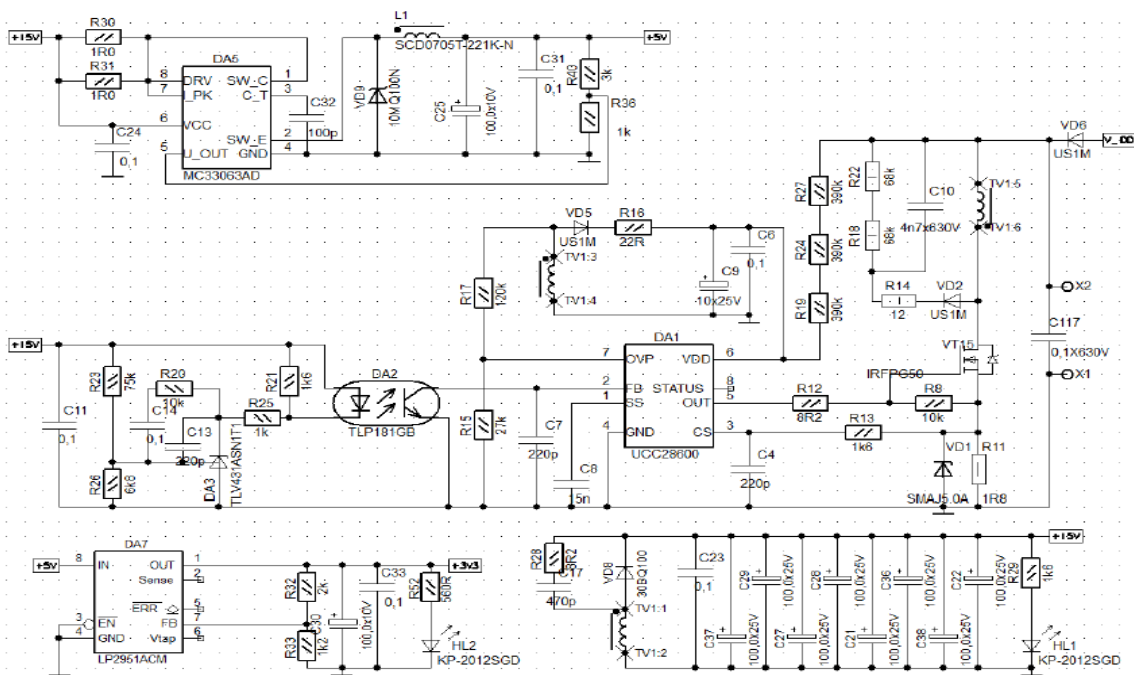 +15V
R30
1R0
R31
1R0
DA5
8 DRV SW_C 1
7 I_PK C_T 3
6 VCC
SW_E 2
5 U_OUT GND 4
MC33063AD
C24
0,1
C32
100p
L1
SCD0705T-221K-N
VD9
10MQ100N
C25
100,0x10V
C31
0,1
R40
3k
R36
1k
+5V
VD6
US1M
V_DD
R27
390k
R24
390k
R19
390k
R22
68k
R18
68k
C10
4n7x630V
TV1:5
TV1:6
R14
12
VD2
US1M
X2
X1
C117
0,1X630V
VT15
IRFPG50
VD5
US1M
R16
22R
C6
0,1
C9
10x25V
TV1:3
TV1:4
R17
120k
R15
27k
DA1
7 OVP VDD 6
2 FB STATUS 8
1 SS OUT 5
4 GND CS 3
UCC28600
R12
8R2
R8
10k
R13
1k6
VD1
SMAJ5.0A
R11
1R8
C4
220p
C7
220p
C8
15n
+15V
R23
75k
R20
10k
R21
1k6
R25
1k
DA2
TLP181GB
C11
0,1
C14
0,1
C13
220p
R26
6k8
DA3
TLV431ASN1T1
DA7
+5V
8 IN OUT 1
Sense 2
ERR 5
3 EN FB 7
4 GND Vtap 6
LP2951ACM
R32
2k
R33
1k2
C30
100,0x10V
C33
0,1
R52
560R
+3v3
HL2
KP-2012SGD
R28
8R2
C17
470p
VD8
30BQ100
TV1:1
TV1:2
C23
0,1
C29
100,0x25V
C28
100,0x25V
C36
100,0x25V
C22
100,0x25V
C37
100,0x25V
C27
100,0x25V
C21
100,0x25V
C38
100,0x25V
+15V
R29
1k6
HL1
KP-2012SGD